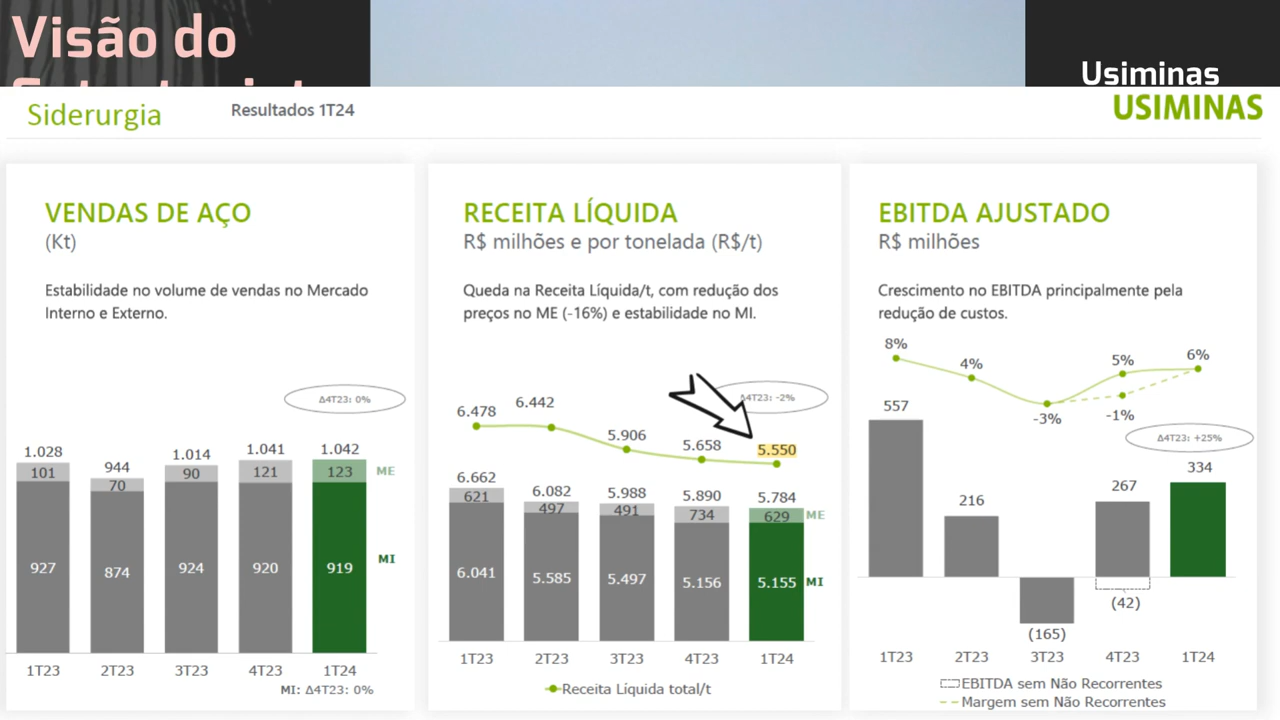 Visão do
Usiminas
Siderurgia
Resultados 1T24
USIMINAS
VENDAS DE AÇO
(Kt)
Estabilidade no volume de vendas no Mercado
Interno e Externo.
Δ4T23: 0%
1.028
944
1.014
1.041
1.042
101
70
90
121
123
ME
927
874
924
920
919
MI
1T23
2T23
3T23
4T23
1T24
MI: Δ4T23: 0%
RECEITA LÍQUIDA
R$ milhões e por tonelada (R$/t)
Queda na Receita Líquida/t, com redução dos
preços no ME (-16%) e estabilidade no MI.
Δ4T23: -2%
6.478
6.442
5.906
5.658
5.550
6.662
6.082
5.988
5.890
5.784
621
497
491
734
629
ME
6.041
5.585
5.497
5.156
5.155
MI
1T23
2T23
3T23
4T23
1T24
Receita Líquida total/t
EBITDA AJUSTADO
R$ milhões
Crescimento no EBITDA principalmente pela
redução de custos.
8%
4%
-3%
5%
-1%
6%
Δ4T23: +25%
557
216
(165)
267
(42)
334
1T23
2T23
3T23
4T23
1T24
EBITDA sem Não Recorrentes
Margem sem Não Recorrentes